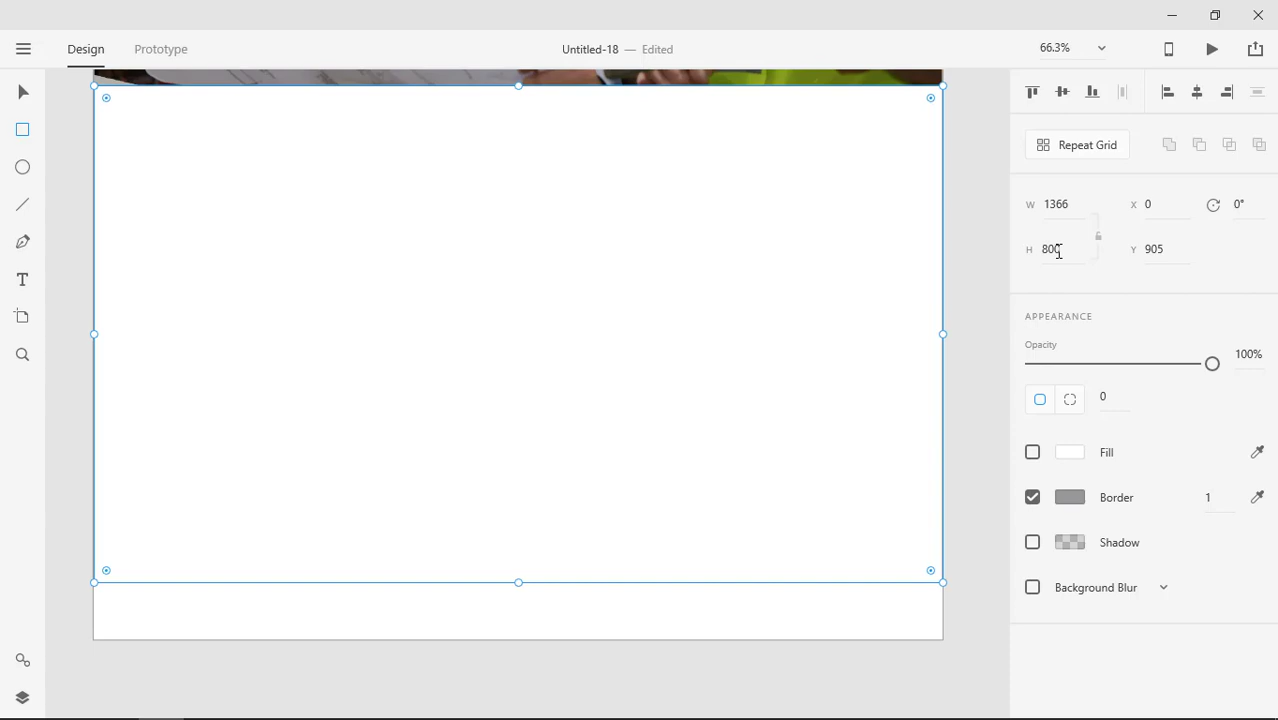 Design Prototype Untitled-18 — Edited 66.3%
Repeat Grid
W 1366 X 0 0°
H 800 Y 905
APPEARANCE
Opacity
100%
0
Fill
Border 1
Shadow
Background Blur